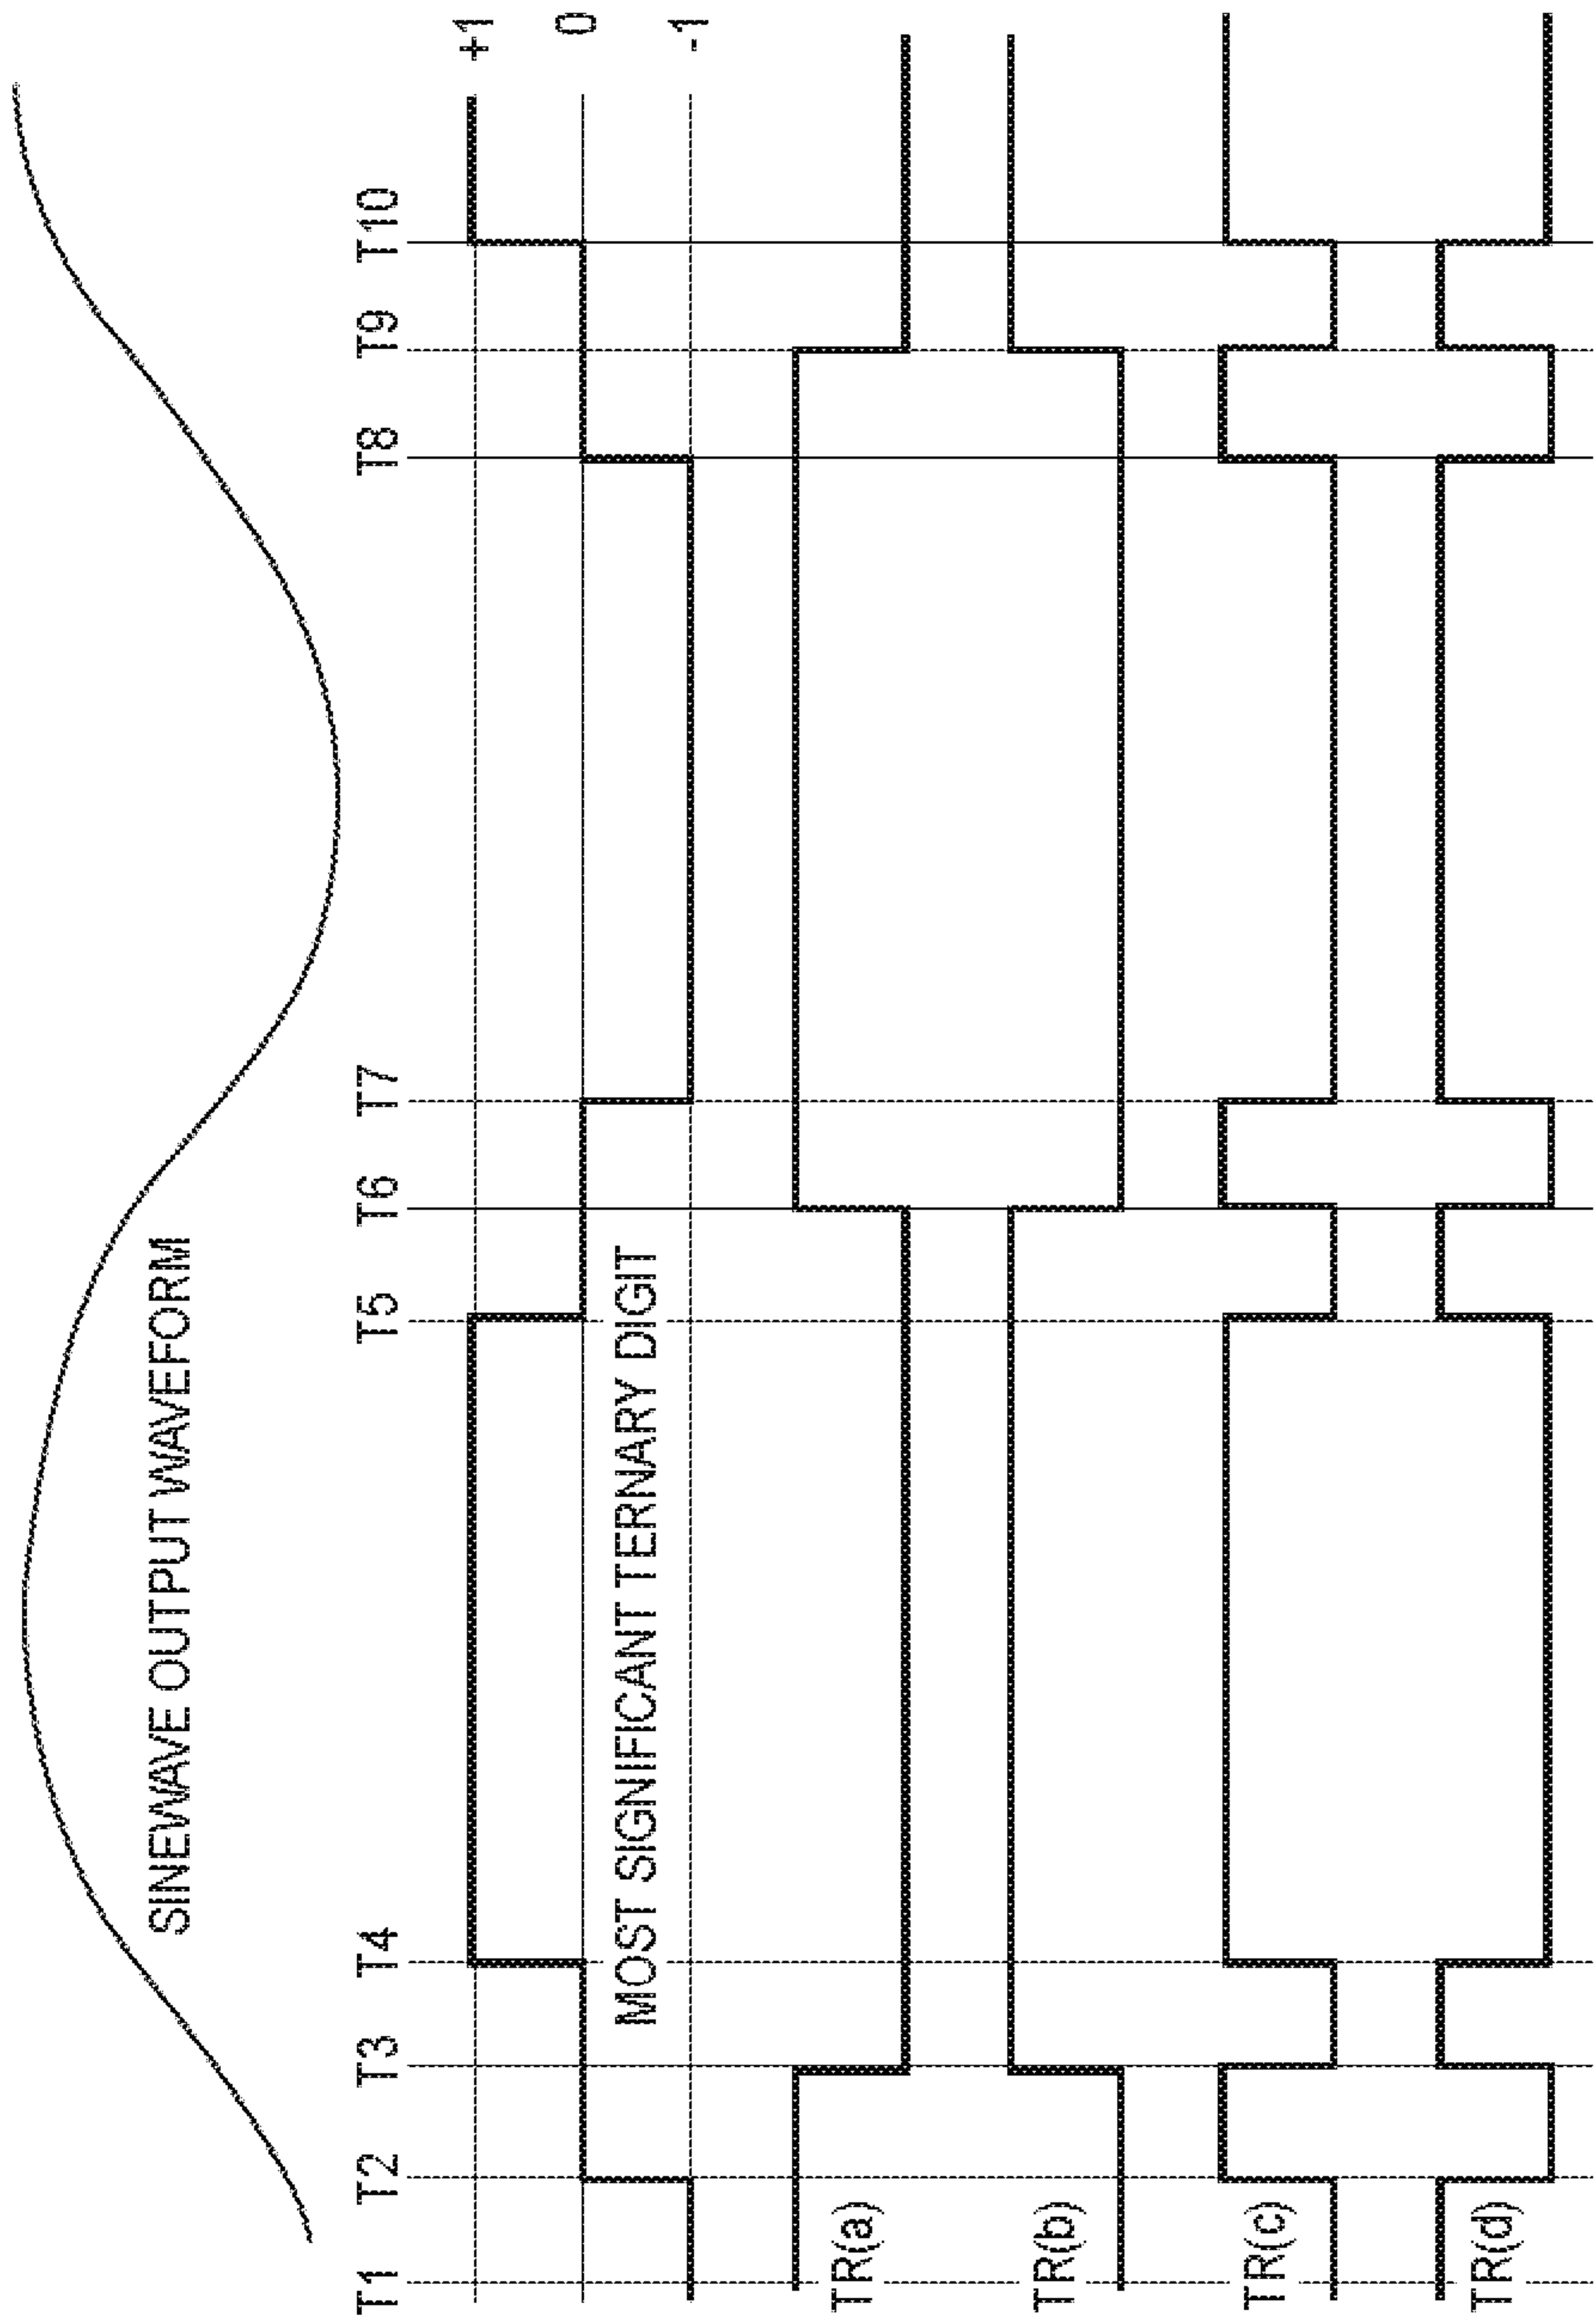 SINEWAVE OUTPUT WAVEFORM
T1 T2 T3 T4 T5 T6 T7 T8 T9 T10
+1
0
MOST SIGNIFICANT TERNARY DIGIT
-1
TR(a)
TR(b)
TR(c)
TR(d)